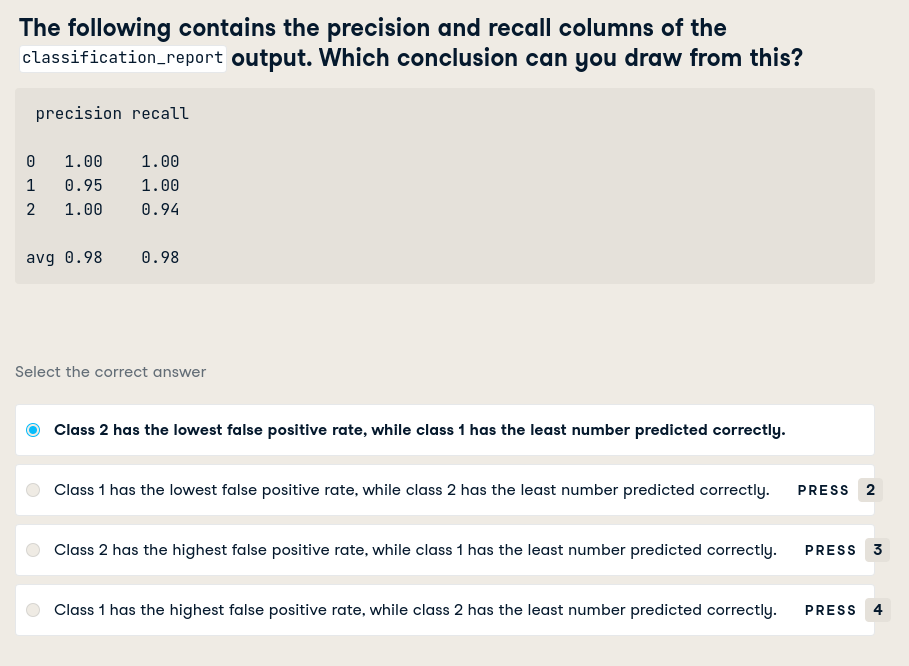 The following contains the precision and recall columns of the
classification_report output. Which conclusion can you draw from this?
precision recall
0 1.00 1.00
1 0.95 1.00
2 1.00 0.94
avg 0.98 0.98
Select the correct answer
Class 2 has the lowest false positive rate, while class 1 has the least number predicted correctly.
Class 1 has the lowest false positive rate, while class 2 has the least number predicted correctly. PRESS 2
Class 2 has the highest false positive rate, while class 1 has the least number predicted correctly. PRESS 3
Class 1 has the highest false positive rate, while class 2 has the least number predicted correctly. PRESS 4